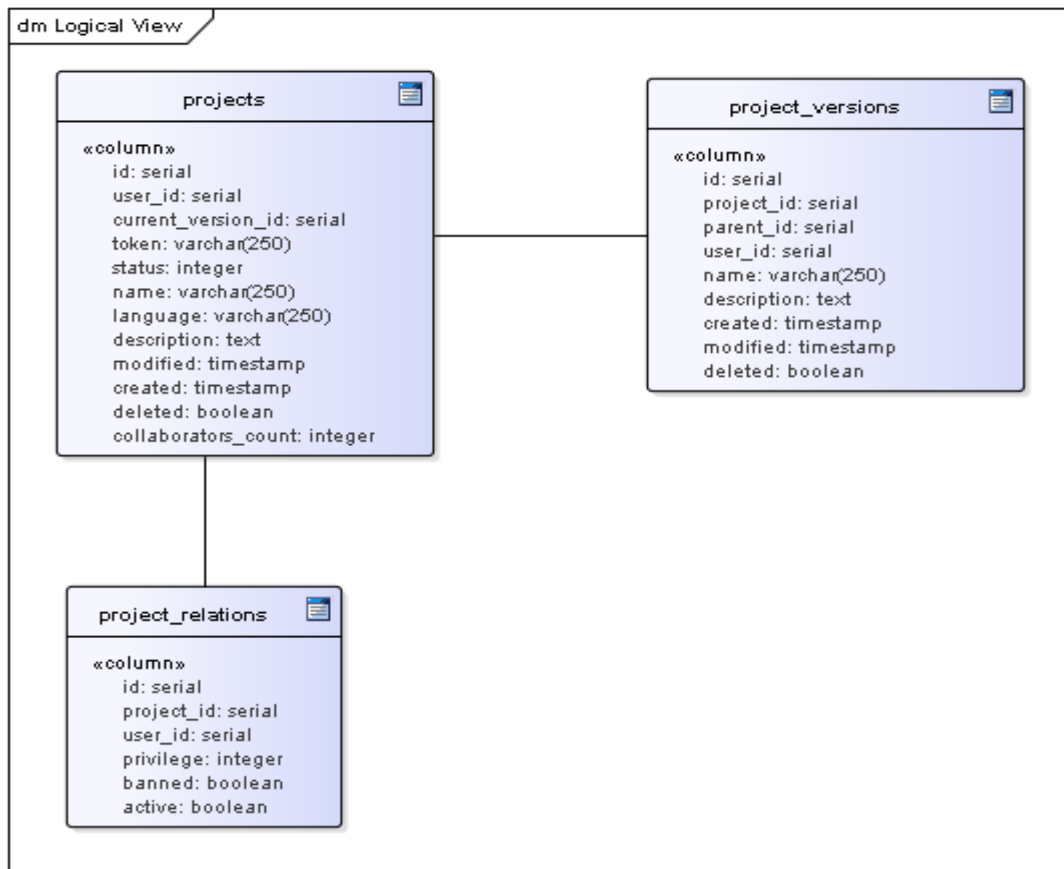 dm Logical View
projects
«column»
id: serial
user_id: serial
current_version_id: serial
token: varchar(250)
status: integer
name: varchar(250)
language: varchar(250)
description: text
modified: timestamp
created: timestamp
deleted: boolean
collaborators_count: integer
project_versions
«column»
id: serial
project_id: serial
parent_id: serial
user_id: serial
name: varchar(250)
description: text
created: timestamp
modified: timestamp
deleted: boolean
project_relations
«column»
id: serial
project_id: serial
user_id: serial
privilege: integer
banned: boolean
active: boolean